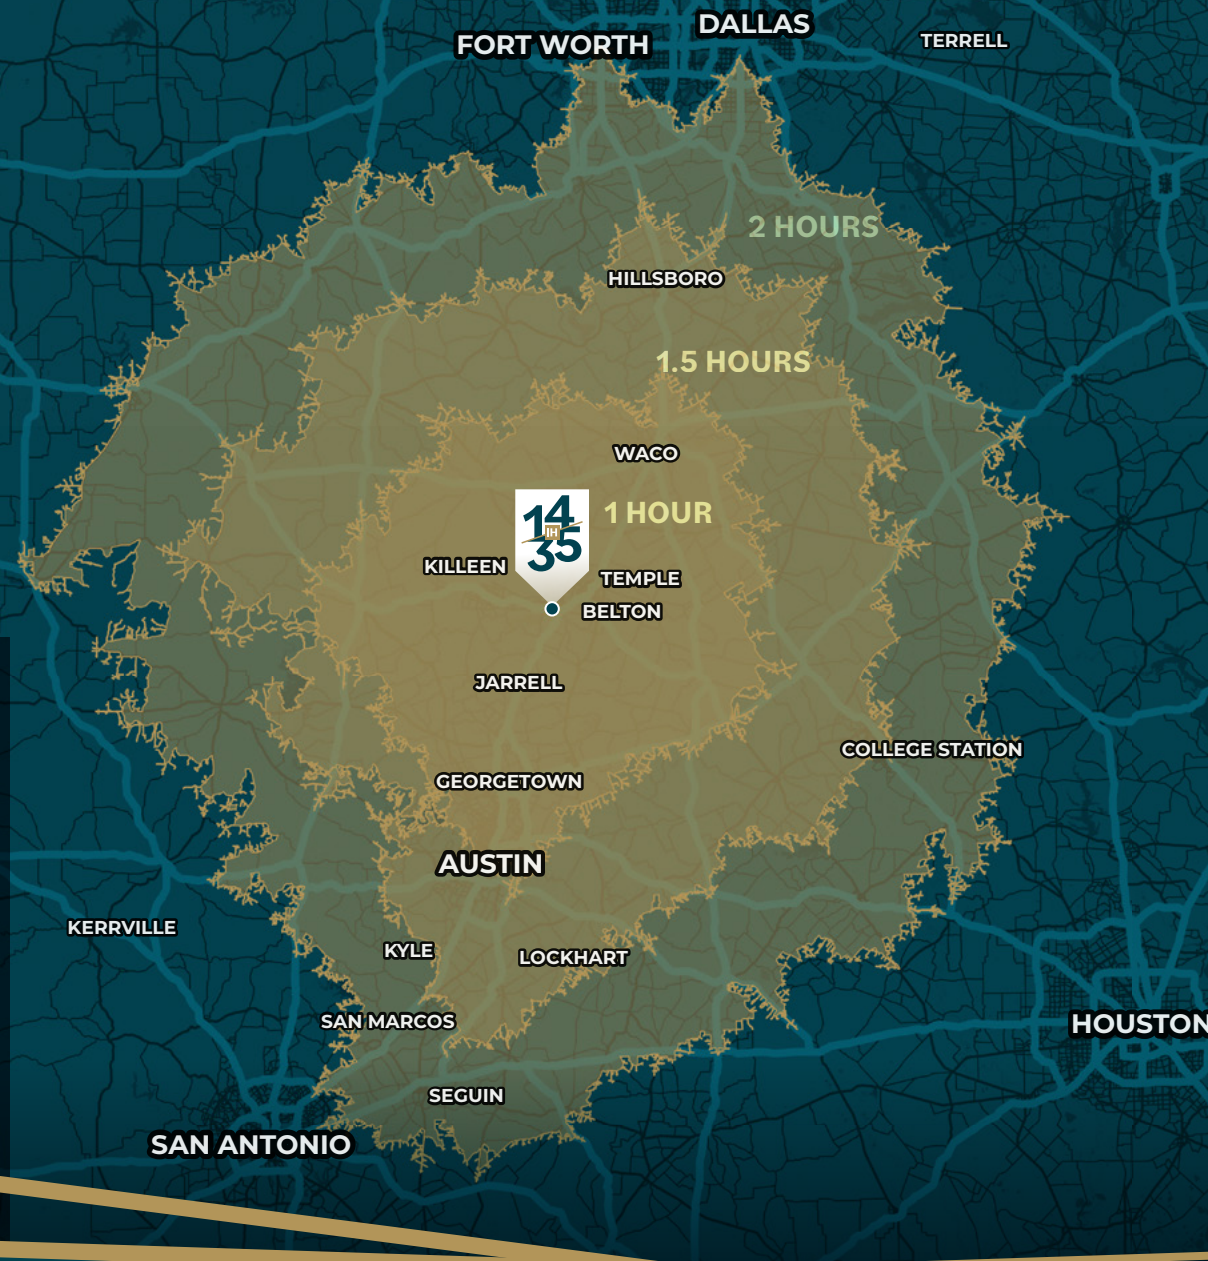 DALLAS
FORT WORTH
TERRELL
2 HOURS
HILLSBORO
1.5 HOURS
WACO
14
IH
35
1 HOUR
KILLEEN
TEMPLE
BELTON
JARRELL
COLLEGE STATION
GEORGETOWN
AUSTIN
KERRVILLE
KYLE
LOCKHART
SAN MARCOS
HOUSTON
SEGUIN
SAN ANTONIO